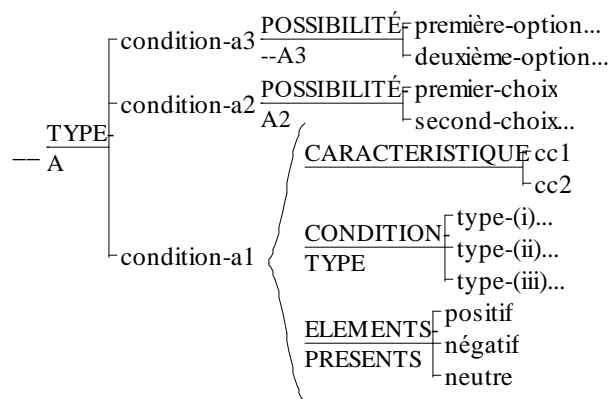 POSSIBILITÉ première-option...
condition-a3
--A3 deuxième-option...
POSSIBILITÉ premier-choix
condition-a2
A2 second-choix...
TYPE
CARACTERISTIQUE cc1
__ A
cc2
type-(i)...
CONDITION
condition-a1 type-(ii)...
TYPE
type-(iii)...
positif
ELEMENTS
négatif
PRESENTS
neutre